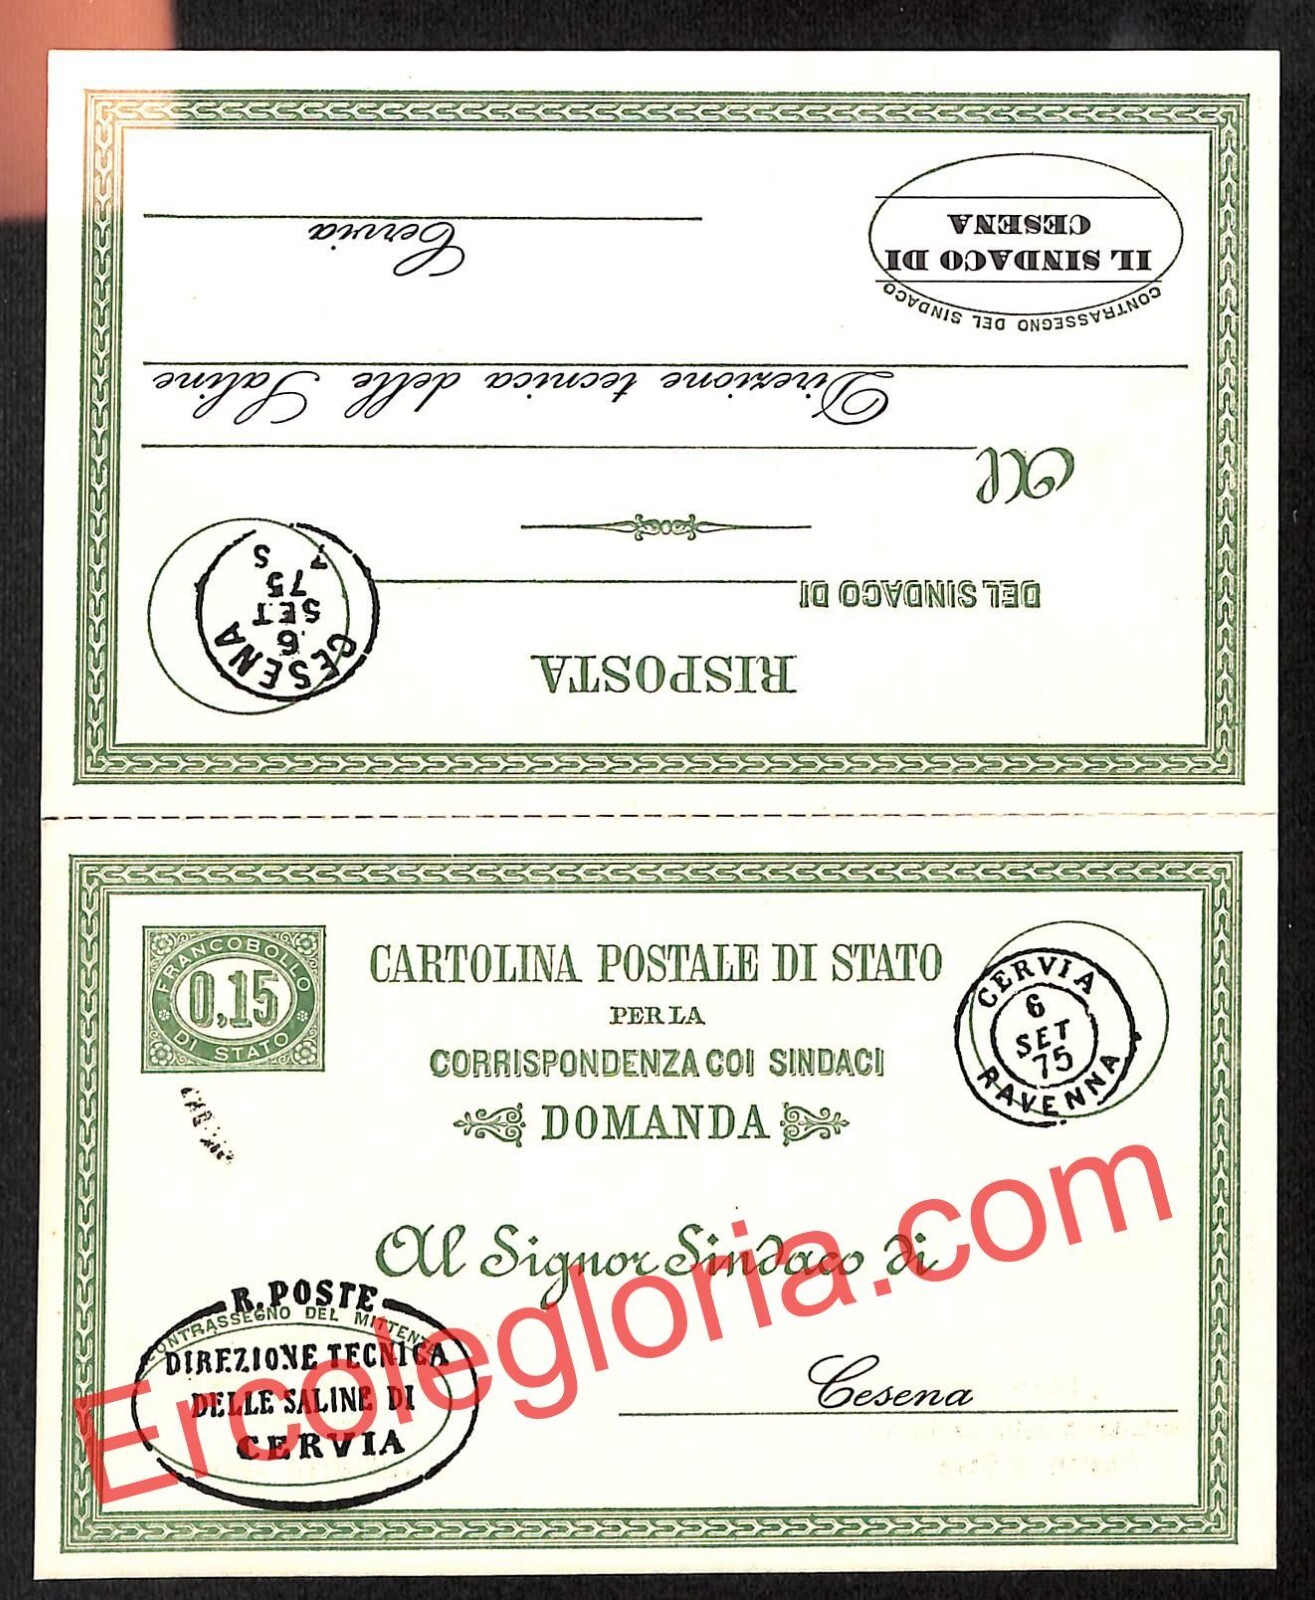 RISPOSTA
DEL SINDACO DI
CESENA
6
SET
75
7 S
Al
Direzione tecnica delle Saline
Cervia
CONTRASSEGNO DEL SINDACO
IL SINDACO DI
CESENA
FRANCOBOLLO
0,15
DI STATO
CARTOLINA POSTALE DI STATO
PER LA
CORRISPONDENZA COI SINDACI
DOMANDA
CERVIA
6
SET
75
RAVENNA
Al Signor Sindaco di
Cesena
R. POSTE
CONTRASSEGNO DEL MITTENTE
DIREZIONE TECNICA
DELLE SALINE DI
CERVIA
Ercolegloria.com